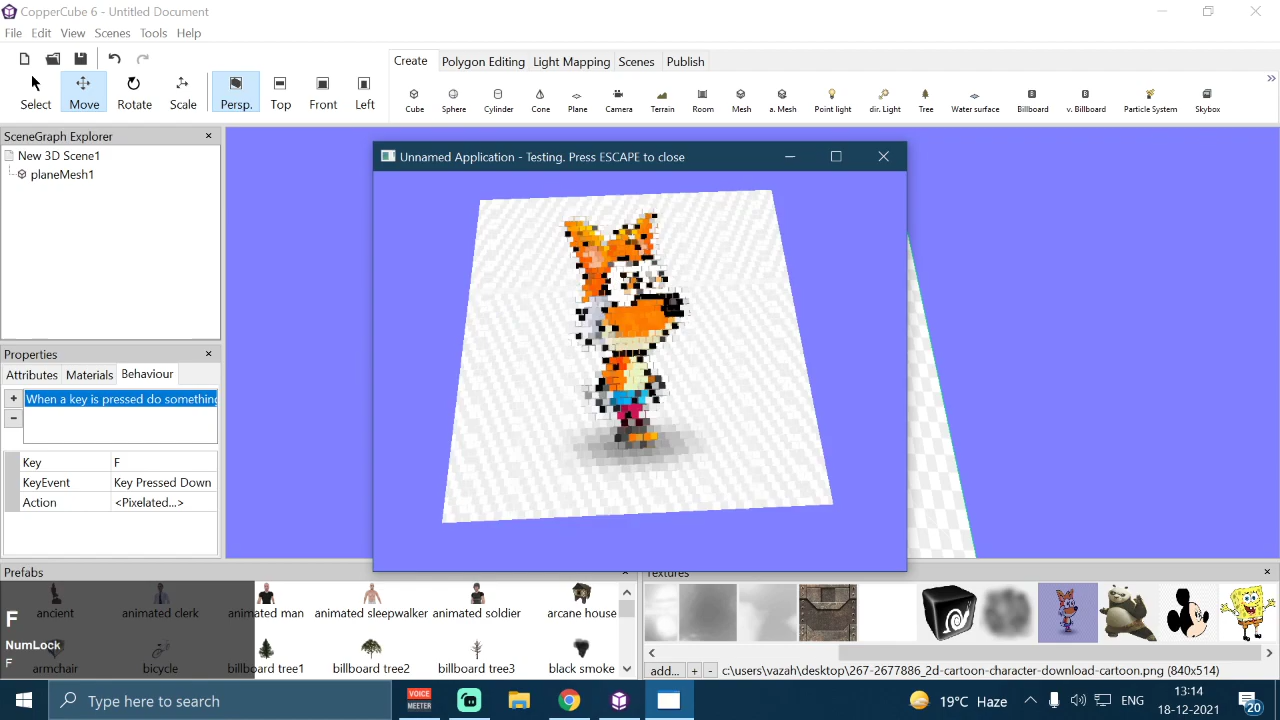 CopperCube 6 - Untitled Document
File Edit View Scenes Tools Help
Create Polygon Editing Light Mapping Scenes Publish
Select Move Rotate Scale Persp. Top Front Left
Cube Sphere Cylinder Cone Plane Camera Terrain Room Mesh a. Mesh Point light dir. Light Tree Water surface Billboard v. Billboard Particle System Skybox
SceneGraph Explorer
New 3D Scene1
planeMesh1
Unnamed Application - Testing. Press ESCAPE to close
Properties
Attributes Materials Behaviour
When a key is pressed do something
Key F
KeyEvent Key Pressed Down
Action <Pixelated...>
Prefabs
Textures
ancient animated clerk animated man animated sleepwalker animated soldier arcane house
armchair bicycle billboard tree1 billboard tree2 billboard tree3 black smoke
F
NumLock
F
add... + - c:\users\vazah\desktop\267-2677886_2d-cartoon-character-download-cartoon.png (840x514)
Type here to search
VOICE
MEETER
19°C Haze
ENG
13:14
18-12-2021
20